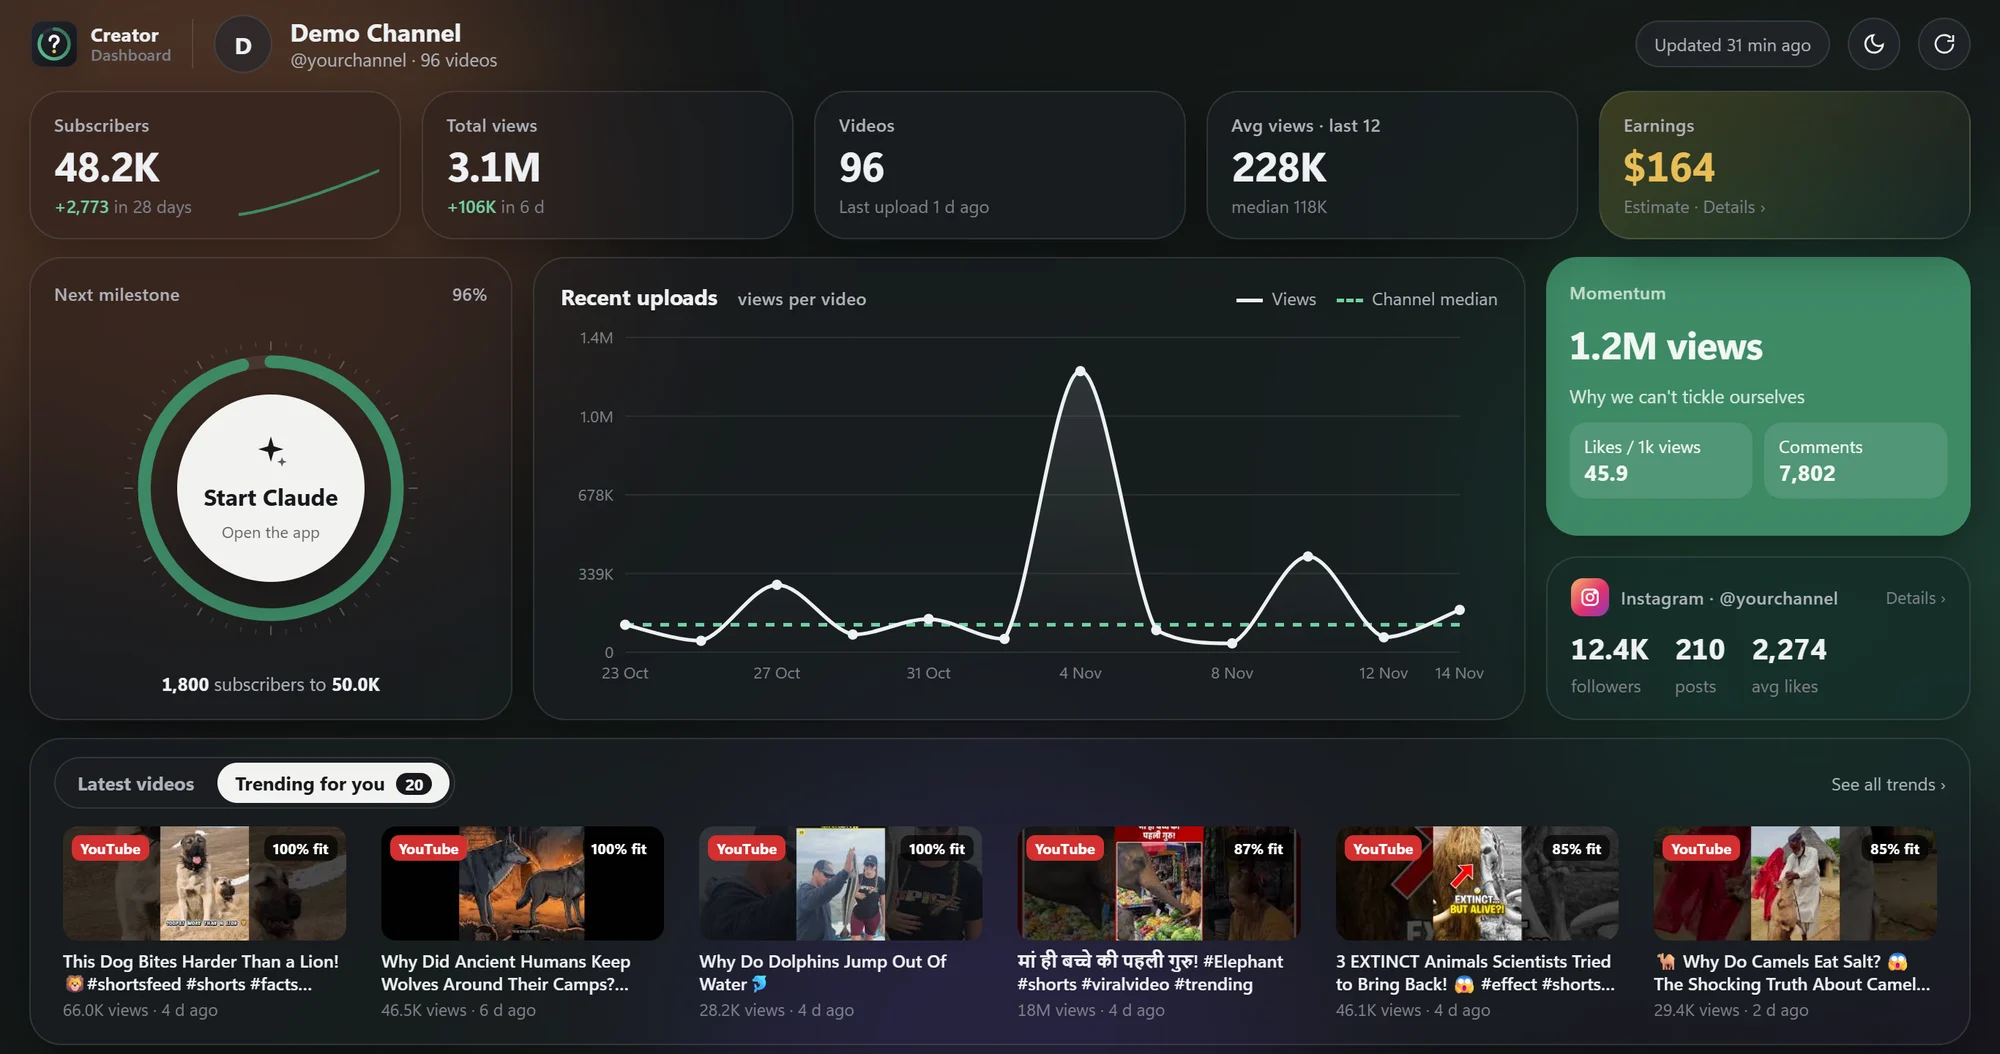 Creator
Dashboard
D
Demo Channel
@yourchannel · 96 videos
Updated 31 min ago
Subscribers
48.2K
+2,773 in 28 days
Total views
3.1M
+106K in 6 d
Videos
96
Last upload 1 d ago
Avg views · last 12
228K
median 118K
Earnings
$164
Estimate · Details ›
Next milestone
96%
Start Claude
Open the app
1,800 subscribers to 50.0K
Recent uploads views per video
Views
Channel median
1.4M
1.0M
678K
339K
0
23 Oct
27 Oct
31 Oct
4 Nov
8 Nov
12 Nov
14 Nov
Momentum
1.2M views
Why we can't tickle ourselves
Likes / 1k views
45.9
Comments
7,802
Instagram · @yourchannel
Details ›
12.4K
210
2,274
followers
posts
avg likes
Latest videos
Trending for you 20
See all trends ›
YouTube
100% fit
This Dog Bites Harder Than a Lion!
🦁#shortsfeed #shorts #facts...
66.0K views · 4 d ago
YouTube
100% fit
Why Did Ancient Humans Keep
Wolves Around Their Camps?...
46.5K views · 6 d ago
YouTube
100% fit
Why Do Dolphins Jump Out Of
Water 🐬
28.2K views · 4 d ago
YouTube
87% fit
पहली गुरु!
मां ही बच्चे की पहली गुरु! #Elephant
#shorts #viralvideo #trending
18M views · 4 d ago
YouTube
85% fit
EXTINCT...
BUT ALIVE?!
3 EXTINCT Animals Scientists Tried
to Bring Back! 😱 #effect #shorts...
46.1K views · 4 d ago
YouTube
85% fit
🐪 Why Do Camels Eat Salt? 😱
The Shocking Truth About Camel...
29.4K views · 2 d ago